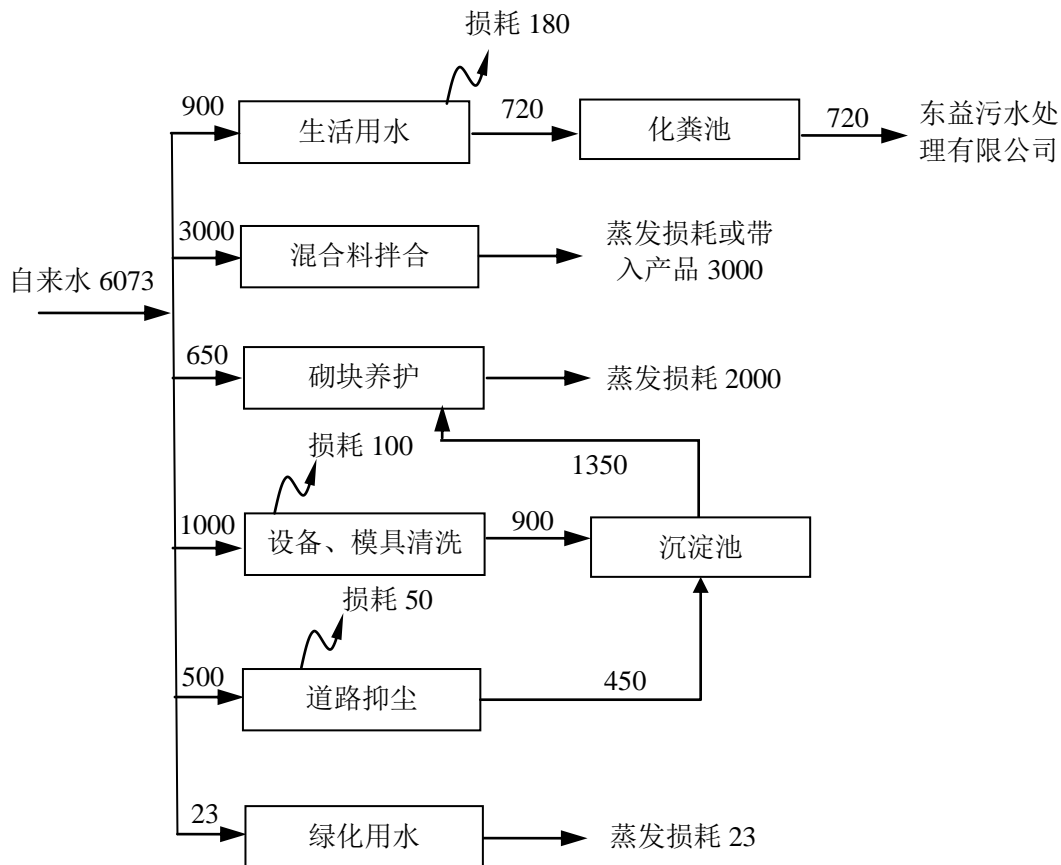 损耗 180
900
生活用水
720
化粪池
720
东益污水处
理有限公司
3000
混合料拌合
蒸发损耗或带
入产品 3000
自来水 6073
650
砌块养护
蒸发损耗 2000
损耗 100
1350
1000
设备、模具清洗
900
沉淀池
损耗 50
500
道路抑尘
450
23
绿化用水
蒸发损耗 23